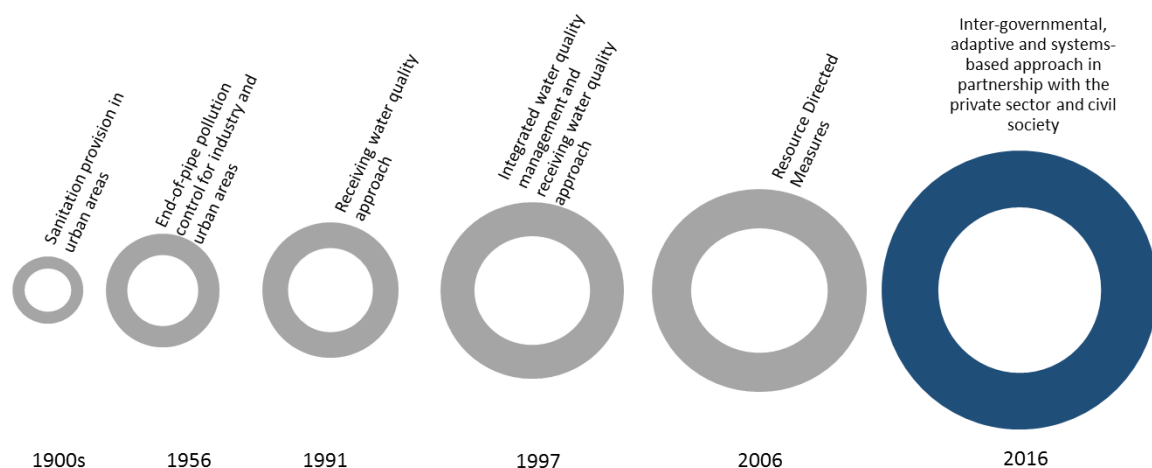 Sanitation provision in
urban areas
End-of-pipe pollution
control for industry and
urban areas
Receiving water quality
approach
Integrated water quality
management and
receiving water quality
approach
Resource Directed
Measures
Inter-governmental,
adaptive and systems-
based approach in
partnership with the
private sector and civil
society
1900s
1956
1991
1997
2006
2016